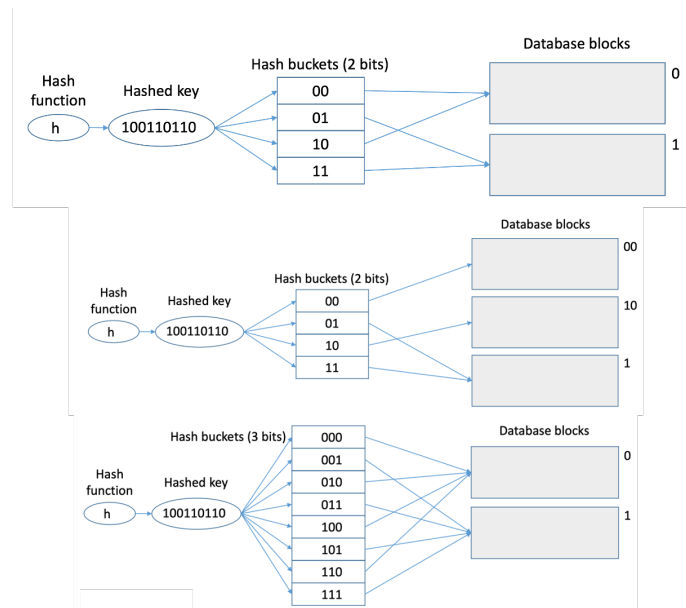 Database blocks
Hash buckets (2 bits)
Hash
function
Hashed key
h
100110110
00
01
10
11
0
1
Database blocks
Hash buckets (2 bits)
Hash
function
Hashed key
h
100110110
00
01
10
11
00
10
1
Hash buckets (3 bits)
Database blocks
Hash
function
Hashed key
h
100110110
000
001
010
011
100
101
110
111
0
1